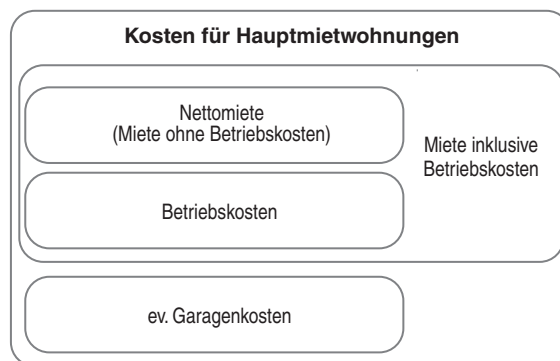 Kosten für Hauptmietwohnungen
Nettomiete
(Miete ohne Betriebskosten)
Miete inklusive
Betriebskosten
Betriebskosten
ev. Garagenkosten